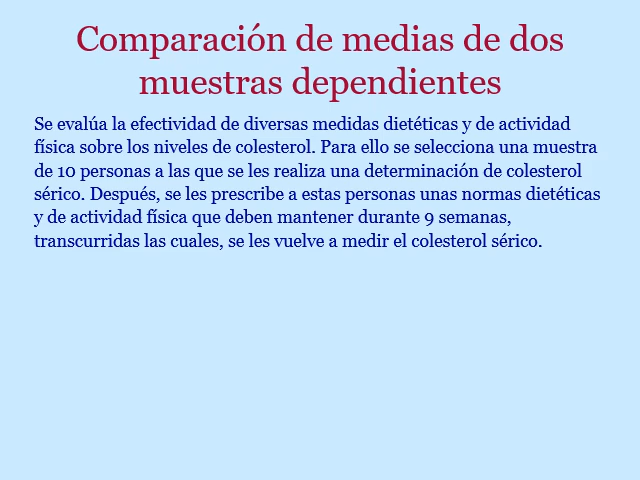 Comparación de medias de dos
muestras dependientes
Se evalúa la efectividad de diversas medidas dietéticas y de actividad
física sobre los niveles de colesterol. Para ello se selecciona una muestra
de 10 personas a las que se les realiza una determinación de colesterol
sérico. Después, se les prescribe a estas personas unas normas dietéticas
y de actividad física que deben mantener durante 9 semanas,
transcurridas las cuales, se les vuelve a medir el colesterol sérico.